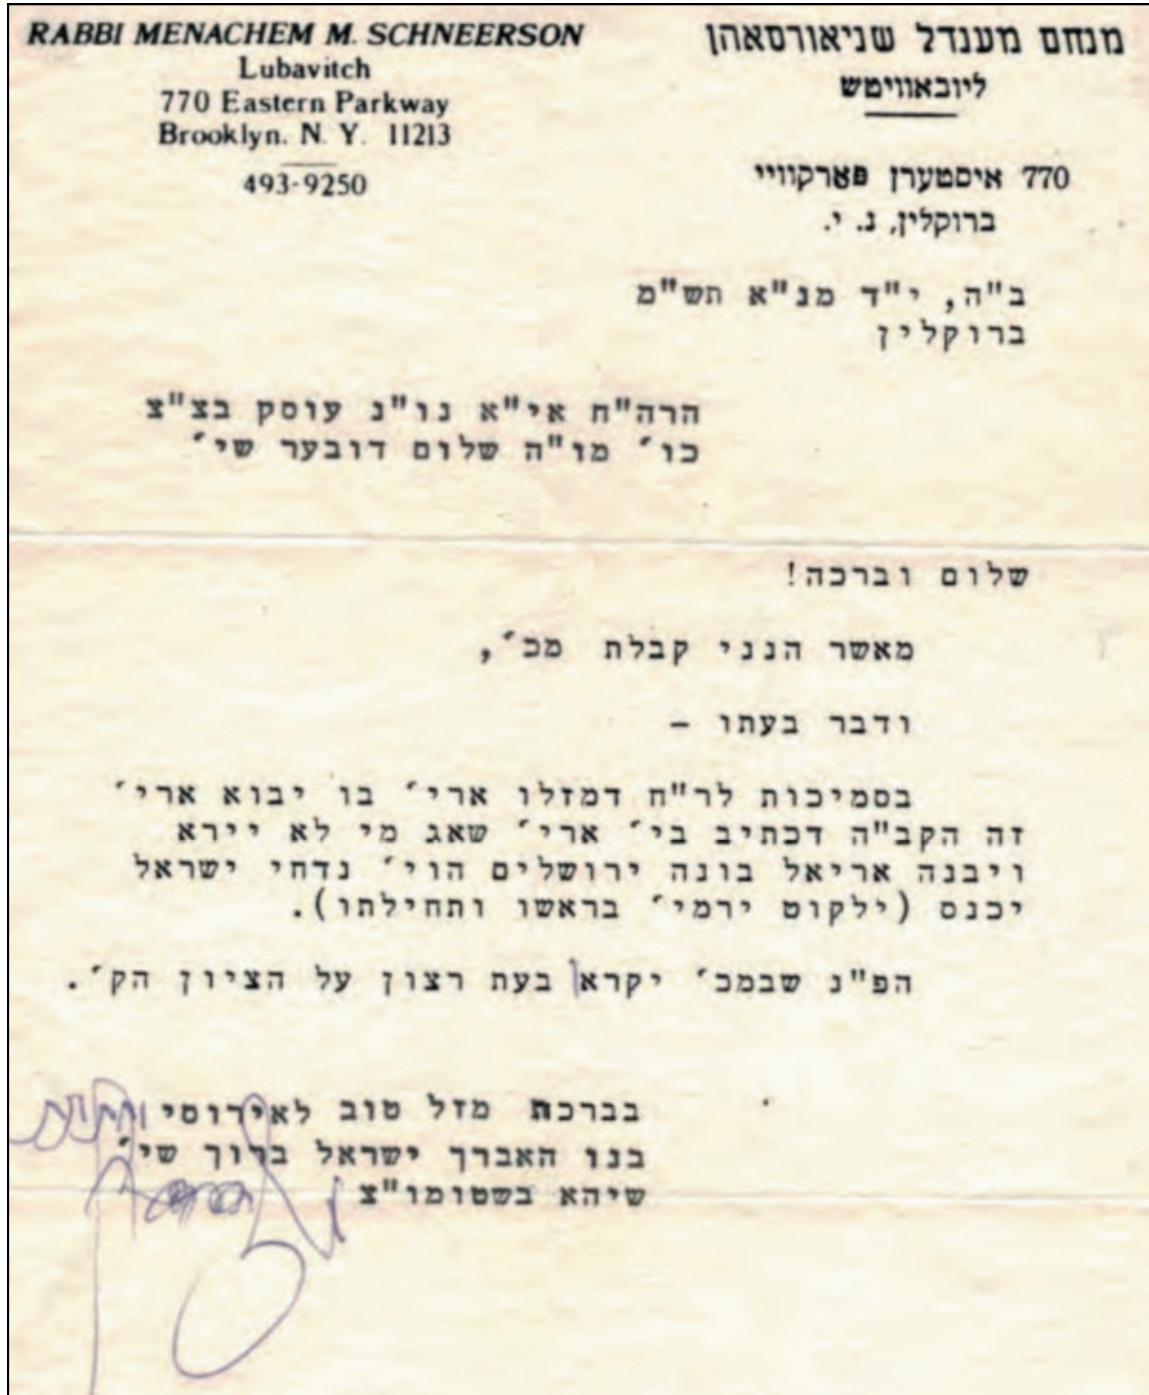 RABBI MENACHEM M. SCHNEERSON
Lubavitch
770 Eastern Parkway
Brooklyn. N. Y. 11213
493-9250
מנחם מענדל שניאורסאהן
ליובאוויטש
770 איסטערן פארקוויי
ברוקלין, נ. י.
ב"ה, י"ד מנ"א תש"מ
ברוקלין
הרה"ח אי"א נו"נ עוסק בצ"צ
כו׳ מו"ה שלום דובער שי׳
שלום וברכה!
מאשר הנני קבלת מכ׳,
ודבר בעתו –
בסמיכות לר"ח דמזלו ארי׳ בו יבוא ארי׳
זה הקב"ה דכתיב בי׳ ארי׳ שאג מי לא יירא
ויבנה אריאל בונה ירושלים הוי׳ נדחי ישראל
יכנס (ילקוט ירמי׳ בראשו ותחילתו).
הפ"נ שבמכ׳ יקרא בעת רצון על הציון הק׳.
בברכת מזל טוב לאירוסי
בנו האברך ישראל ברוך שי׳
שיהא בשטומו"צ